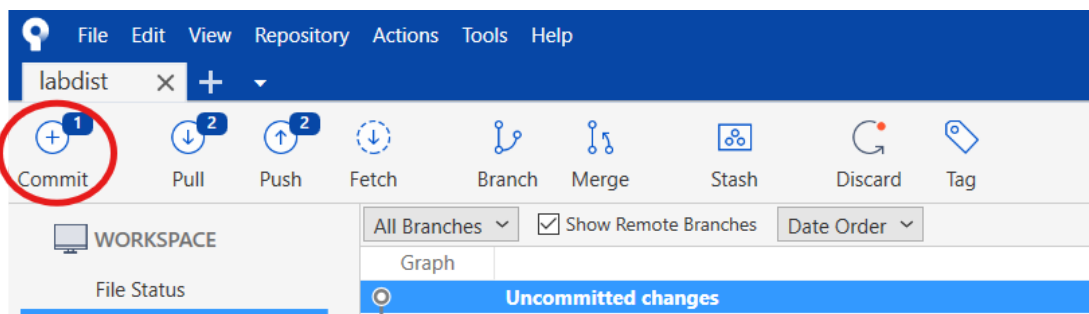 File Edit View Repository Actions Tools Help
labdist
1 2 2
Commit Pull Push Fetch Branch Merge Stash Discard Tag
WORKSPACE
All Branches Show Remote Branches Date Order
Graph
File Status
Uncommitted changes